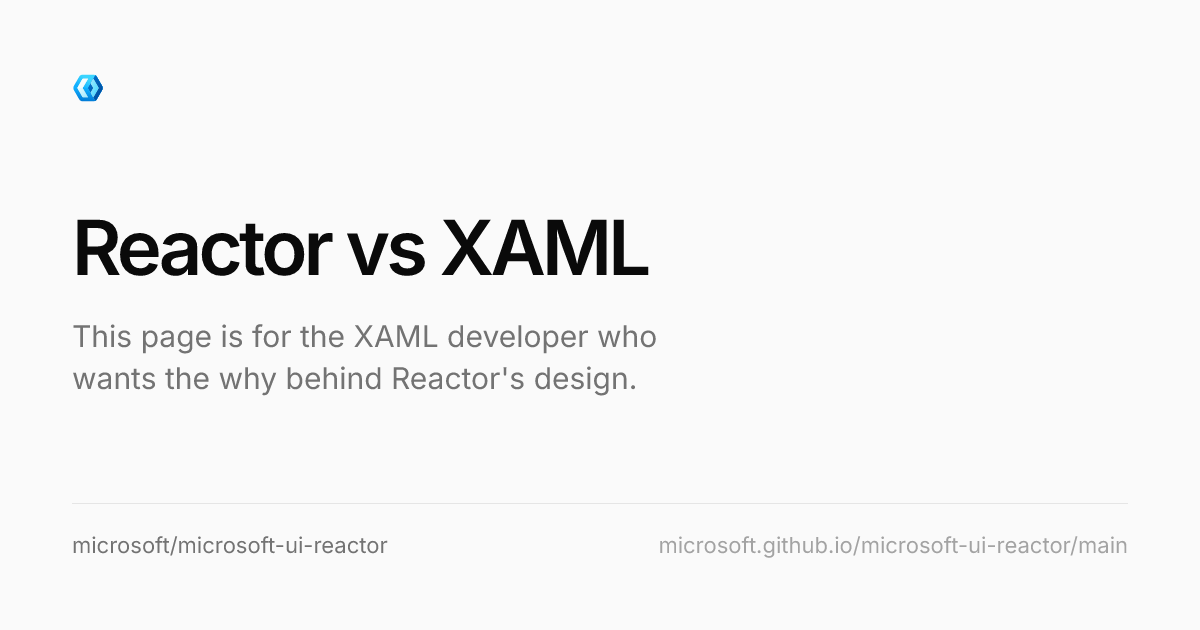 Reactor vs XAML
This page is for the XAML developer who
wants the why behind Reactor's design.
microsoft/microsoft-ui-reactor
microsoft.github.io/microsoft-ui-reactor/main